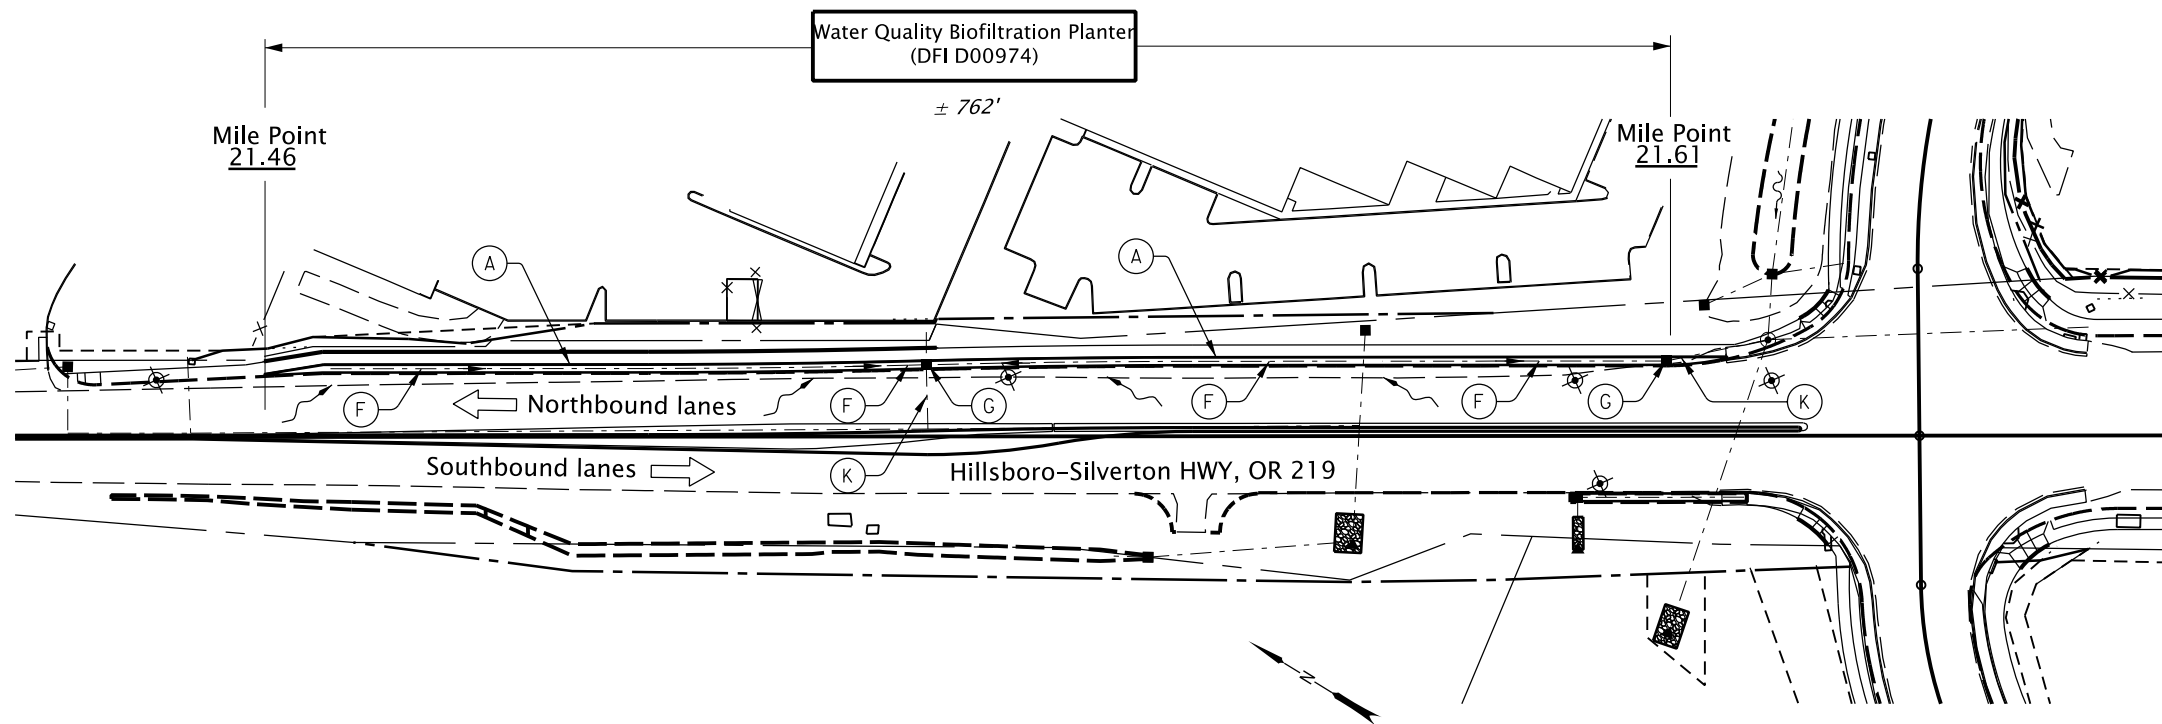 Water Quality Biofiltration Planter
(DFI D00974)
± 762'
Mile Point
21.46
Mile Point
21.61
A
A
F
Northbound lanes
F
G
F
F
G
K
Southbound lanes
K
Hillsboro-Silverton HWY, OR 219
N